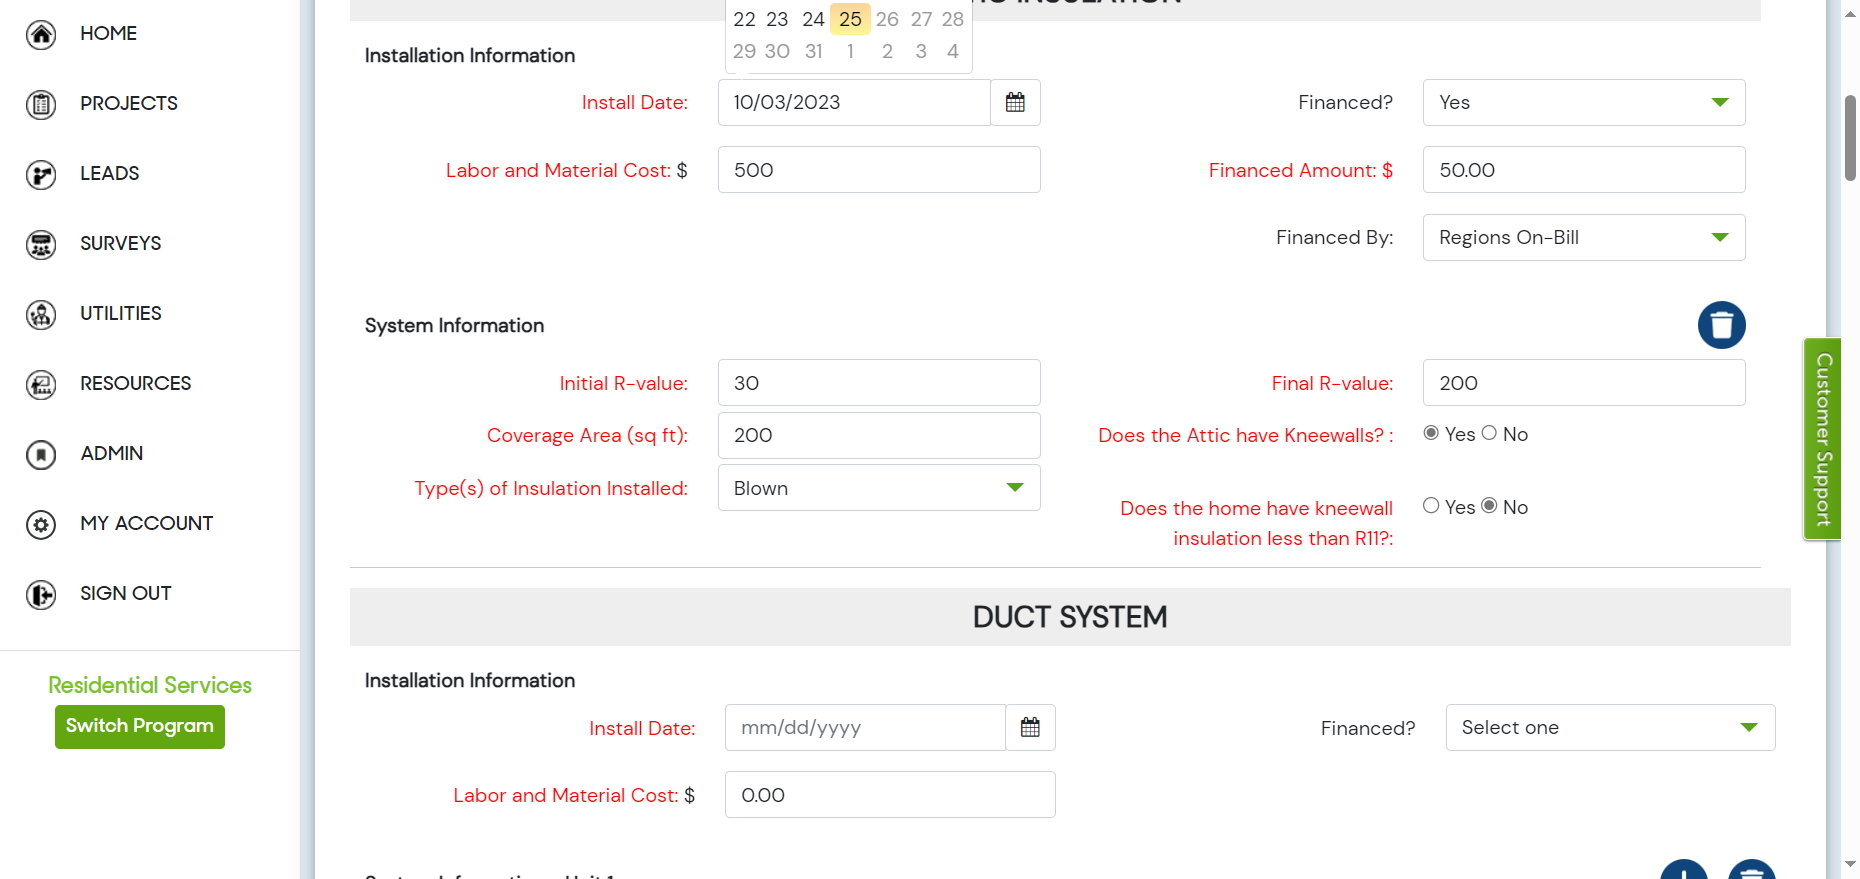 HOME
PROJECTS
LEADS
SURVEYS
UTILITIES
RESOURCES
ADMIN
MY ACCOUNT
SIGN OUT
Residential Services
Switch Program
INSULATION
22 23 24 25 26 27 28
29 30 31 1 2 3 4
Installation Information
Install Date: 10/03/2023
Financed? Yes
Labor and Material Cost: $ 500
Financed Amount: $ 50.00
Financed By: Regions On-Bill
System Information
Initial R-value: 30
Final R-value: 200
Coverage Area (sq ft): 200
Does the Attic have Kneewalls? : Yes No
Type(s) of Insulation Installed: Blown
Does the home have kneewall
insulation less than R11?: Yes No
DUCT SYSTEM
Installation Information
Install Date: mm/dd/yyyy
Financed? Select one
Labor and Material Cost: $ 0.00
Customer Support